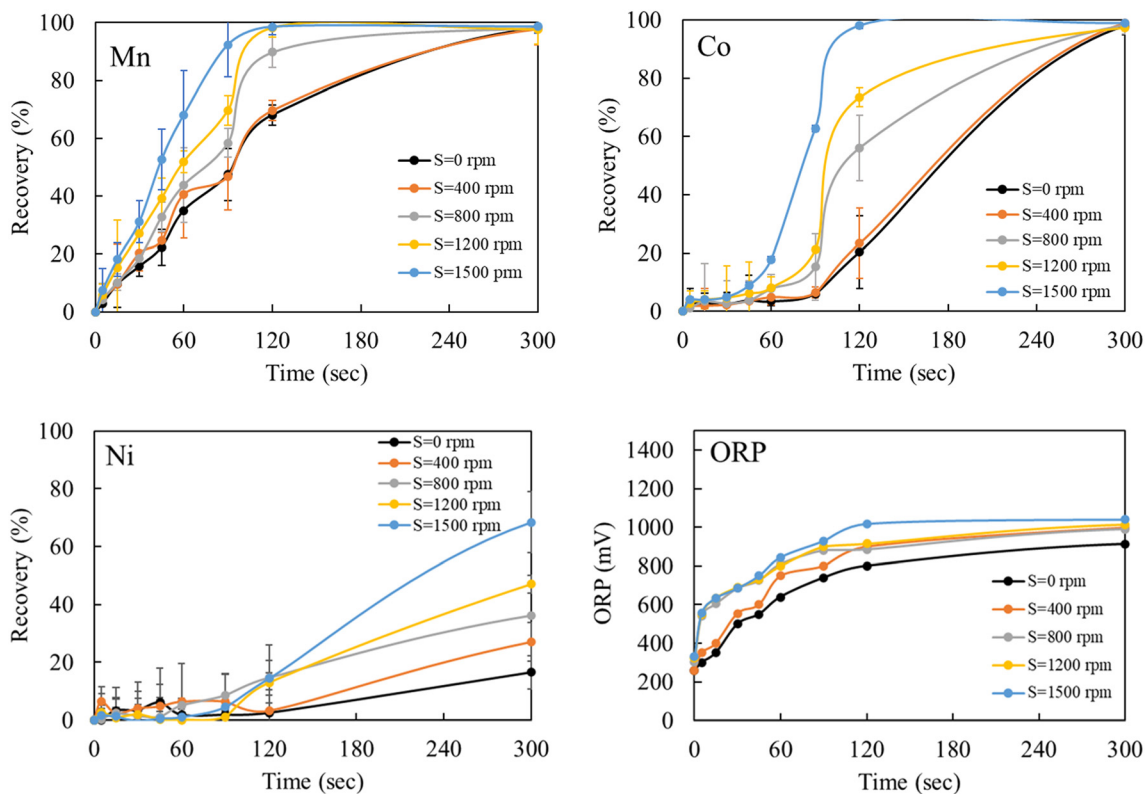 Mn
Recovery (%)
100
80
60
40
20
0
0 60 120 180 240 300
Time (sec)
S=0 rpm
S=400 rpm
S=800 rpm
S=1200 rpm
S=1500 prm
Co
Recovery (%)
100
80
60
40
20
0
0 60 120 180 240 300
Time (sec)
S=0 rpm
S=400 rpm
S=800 rpm
S=1200 rpm
S=1500 rpm
Ni
Recovery (%)
100
80
60
40
20
0
0 60 120 180 240 300
Time (sec)
S=0 rpm
S=400 rpm
S=800 rpm
S=1200 rpm
S=1500 rpm
ORP
ORP (mV)
1400
1200
1000
800
600
400
200
0
0 60 120 180 240 300
Time (sec)
S=0 rpm
S=400 rpm
S=800 rpm
S=1200 rpm
S=1500 rpm